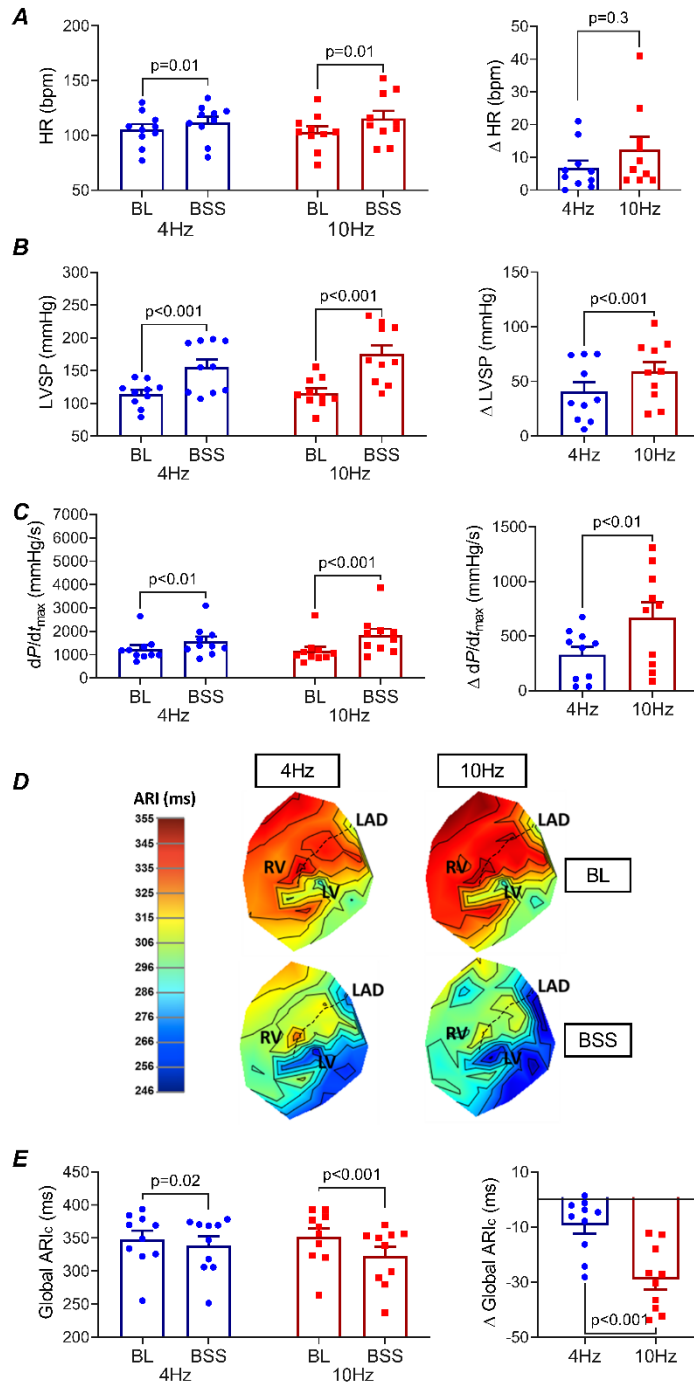 A
HR (bpm)
200
150
100
50
p=0.01
p=0.01
BL
BSS
BL
BSS
4Hz
10Hz
Δ HR (bpm)
50
40
30
20
10
0
p=0.3
4Hz
10Hz
B
LVSP (mmHg)
300
250
200
150
100
50
0
p<0.001
p<0.001
BL
BSS
BL
BSS
4Hz
10Hz
Δ LVSP (mmHg)
150
100
50
0
p<0.001
4Hz
10Hz
C
dP/dtmax (mmHg/s)
7000
6000
5000
4000
3000
2000
1000
0
p<0.01
p<0.001
BL
BSS
BL
BSS
4Hz
10Hz
Δ dP/dtmax (mmHg/s)
1500
1000
500
0
p<0.01
4Hz
10Hz
D
4Hz
10Hz
ARI (ms)
355
345
335
325
315
306
296
286
276
266
256
246
RV
LAD
LV
RV
LAD
LV
BL
RV
LAD
LV
RV
LAD
LV
BSS
E
Global ARIc (ms)
450
400
350
300
250
200
p=0.02
p<0.001
BL
BSS
BL
BSS
4Hz
10Hz
Δ Global ARIc (ms)
10
-10
-30
-50
p<0.001
4Hz
10Hz